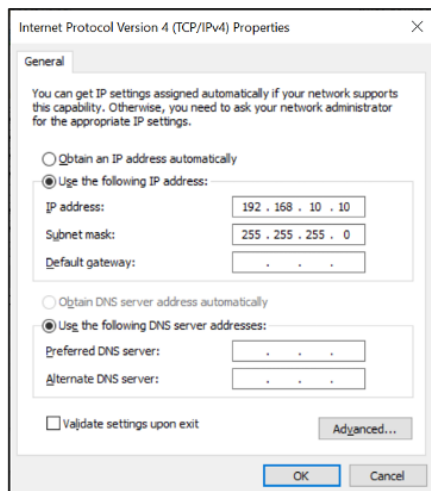 Internet Protocol Version 4 (TCP/IPv4) Properties
General
You can get IP settings assigned automatically if your network supports
this capability. Otherwise, you need to ask your network administrator
for the appropriate IP settings.
Obtain an IP address automatically
Use the following IP address:
IP address: 192 . 168 . 10 . 10
Subnet mask: 255 . 255 . 255 . 0
Default gateway: . . .
Obtain DNS server address automatically
Use the following DNS server addresses:
Preferred DNS server: . . .
Alternate DNS server: . . .
Validate settings upon exit
Advanced...
OK Cancel